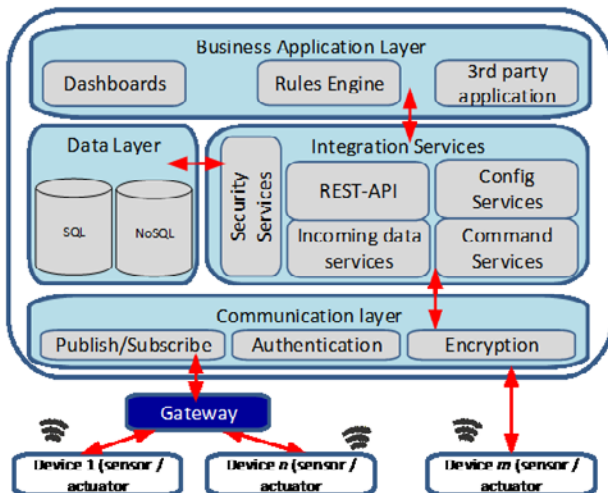 Business Application Layer
Dashboards
Rules Engine
3rd party
application
Data Layer
SQL
NoSQL
Integration Services
Security
Services
REST-API
Config
Services
Incoming data
services
Command
Services
Communication layer
Publish/Subscribe
Authentication
Encryption
Gateway
Device 1 (sensor /
actuator
Device n (sensor /
actuator
Device m (sensor /
actuator